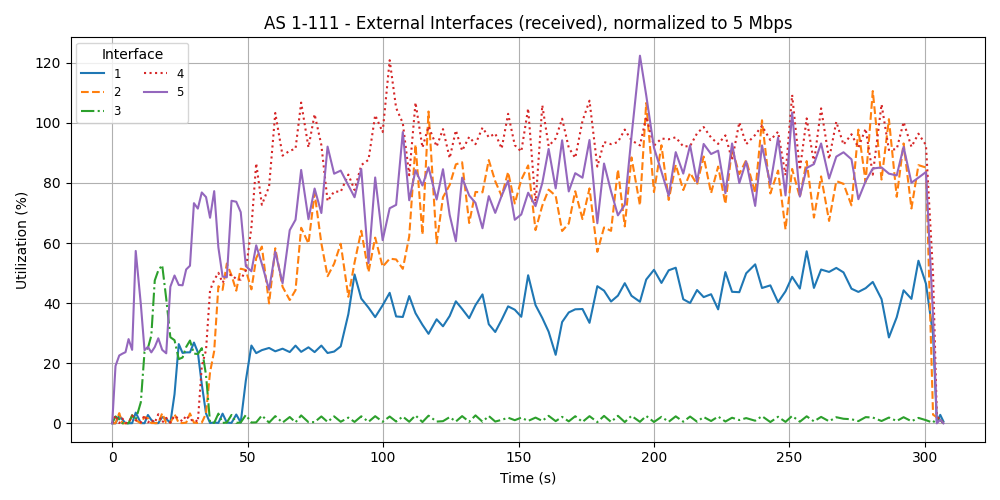 AS 1-111 - External Interfaces (received), normalized to 5 Mbps
Interface
1 4
2 5
3
Utilization (%)
120
100
80
60
40
20
0
0 50 100 150 200 250 300
Time (s)